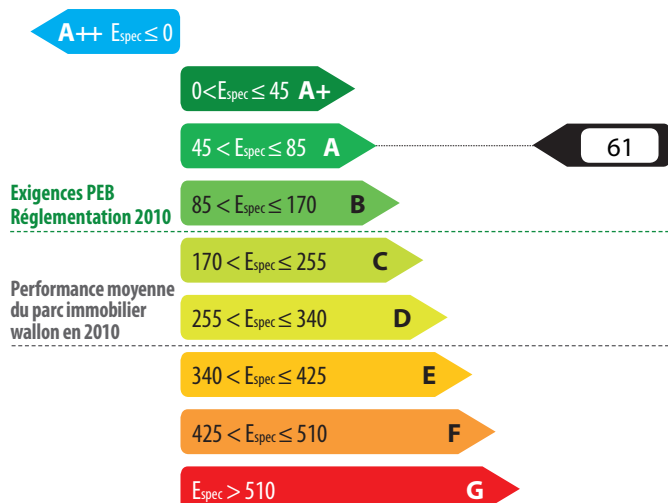 A++ Espec ≤ 0
0<Espec ≤ 45 A+
45 < Espec ≤ 85 A
61
Exigences PEB
Réglementation 2010
85 < Espec ≤ 170 B
170 < Espec ≤ 255 C
Performance moyenne
du parc immobilier
wallon en 2010
255 < Espec ≤ 340 D
340 < Espec ≤ 425 E
425 < Espec ≤ 510 F
Espec > 510 G